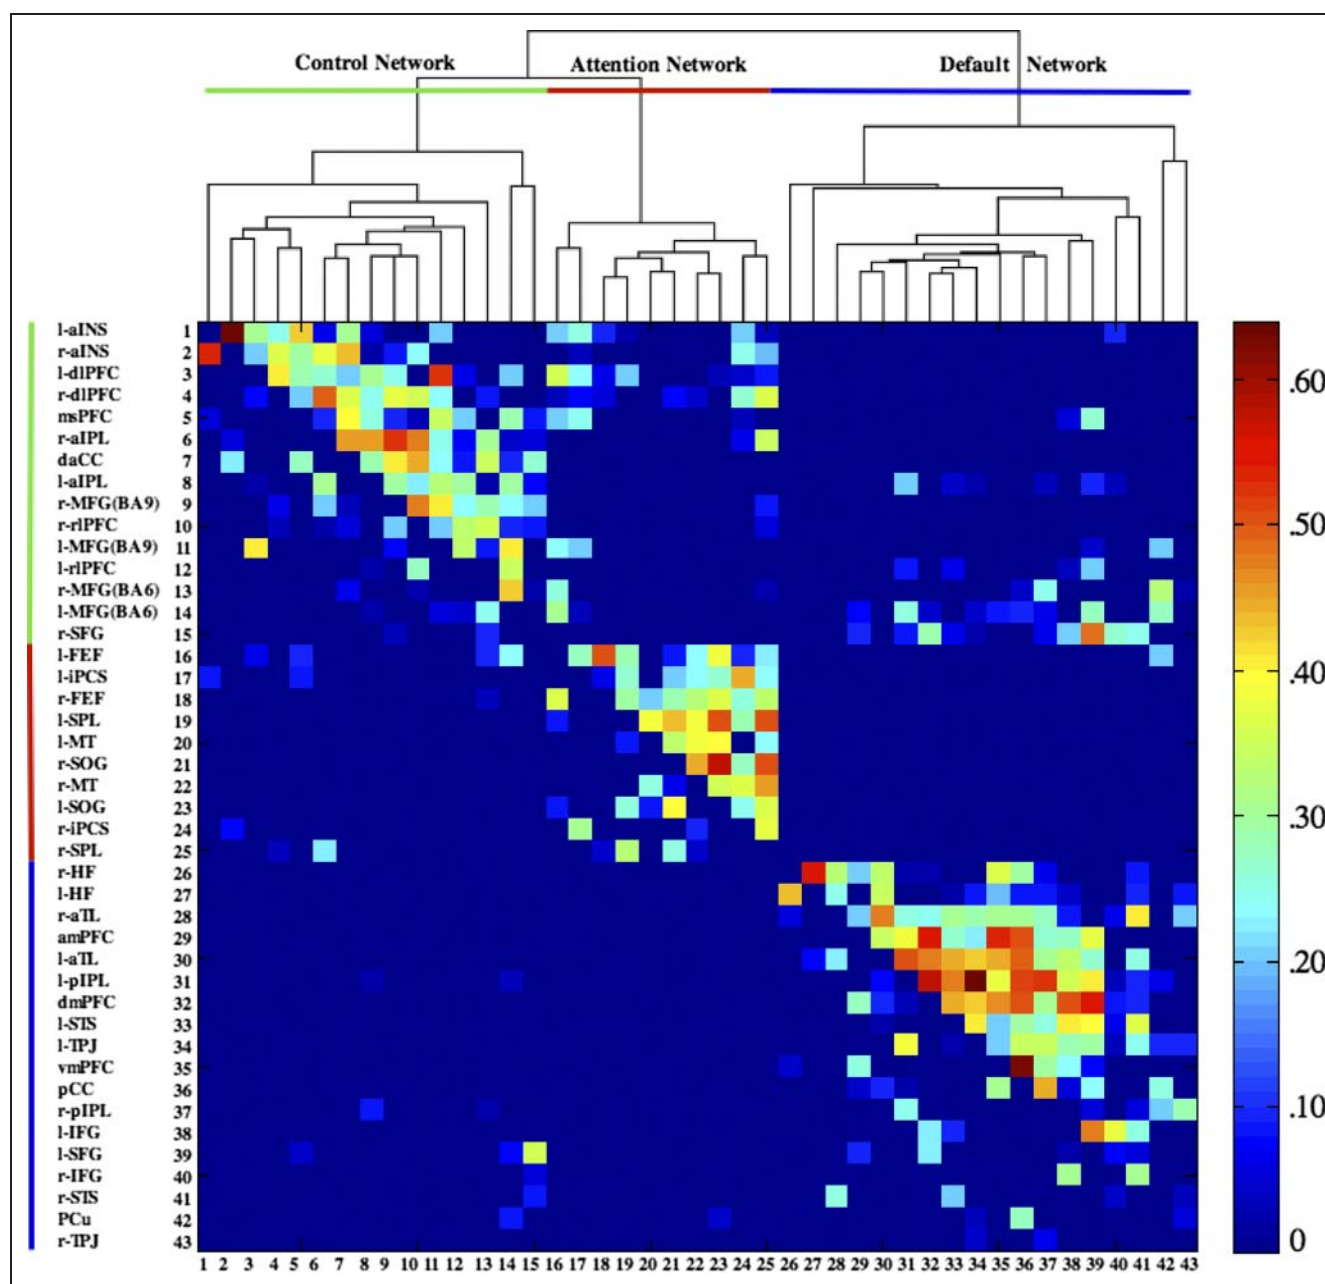 Control Network Attention Network Default Network
l-aINS 1
r-aINS 2
l-dlPFC 3
r-dlPFC 4
msPFC 5
r-aIPL 6
daCC 7
l-aIPL 8
r-MFG(BA9) 9
r-rlPFC 10
l-MFG(BA9) 11
l-rlPFC 12
r-MFG(BA6) 13
l-MFG(BA6) 14
r-SFG 15
l-FEF 16
l-iPCS 17
r-FEF 18
l-SPL 19
l-MT 20
r-SOG 21
r-MT 22
l-SOG 23
r-iPCS 24
r-SPL 25
r-HF 26
l-HF 27
r-aTL 28
amPFC 29
l-aTL 30
l-pIPL 31
dmPFC 32
l-STS 33
l-TPJ 34
vmPFC 35
pCC 36
r-pIPL 37
l-IFG 38
l-SFG 39
r-IFG 40
r-STS 41
PCu 42
r-TPJ 43
1 2 3 4 5 6 7 8 9 10 11 12 13 14 15 16 17 18 19 20 21 22 23 24 25 26 27 28 29 30 31 32 33 34 35 36 37 38 39 40 41 42 43
.60
.50
.40
.30
.20
.10
0